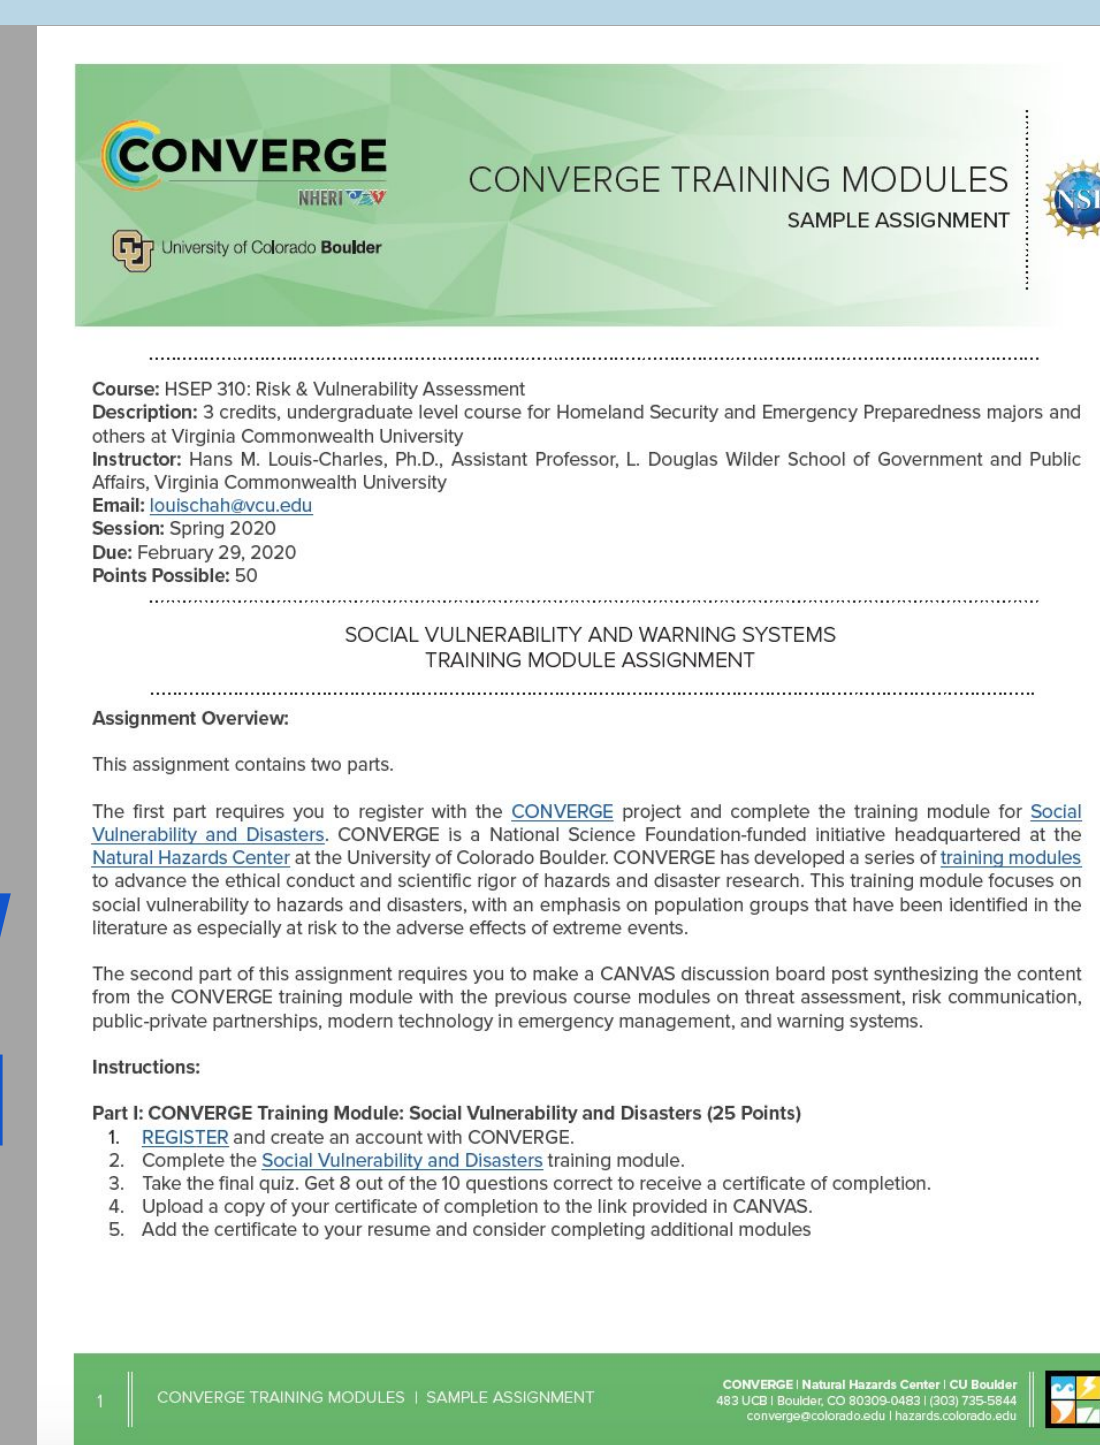 CONVERGE
NHERI
University of Colorado Boulder
CONVERGE TRAINING MODULES
SAMPLE ASSIGNMENT
Course: HSEP 310: Risk & Vulnerability Assessment
Description: 3 credits, undergraduate level course for Homeland Security and Emergency Preparedness majors and
others at Virginia Commonwealth University
Instructor: Hans M. Louis-Charles, Ph.D., Assistant Professor, L. Douglas Wilder School of Government and Public
Affairs, Virginia Commonwealth University
Email: louischah@vcu.edu
Session: Spring 2020
Due: February 29, 2020
Points Possible: 50
SOCIAL VULNERABILITY AND WARNING SYSTEMS
TRAINING MODULE ASSIGNMENT
Assignment Overview:
This assignment contains two parts.
The first part requires you to register with the CONVERGE project and complete the training module for Social
Vulnerability and Disasters. CONVERGE is a National Science Foundation-funded initiative headquartered at the
Natural Hazards Center at the University of Colorado Boulder. CONVERGE has developed a series of training modules
to advance the ethical conduct and scientific rigor of hazards and disaster research. This training module focuses on
social vulnerability to hazards and disasters, with an emphasis on population groups that have been identified in the
literature as especially at risk to the adverse effects of extreme events.
The second part of this assignment requires you to make a CANVAS discussion board post synthesizing the content
from the CONVERGE training module with the previous course modules on threat assessment, risk communication,
public-private partnerships, modern technology in emergency management, and warning systems.
Instructions:
Part I: CONVERGE Training Module: Social Vulnerability and Disasters (25 Points)
1. REGISTER and create an account with CONVERGE.
2. Complete the Social Vulnerability and Disasters training module.
3. Take the final quiz. Get 8 out of the 10 questions correct to receive a certificate of completion.
4. Upload a copy of your certificate of completion to the link provided in CANVAS.
5. Add the certificate to your resume and consider completing additional modules
1
CONVERGE TRAINING MODULES | SAMPLE ASSIGNMENT
CONVERGE | Natural Hazards Center | CU Boulder
483 UCB | Boulder, CO 80309-0483 | (303) 735-5844
converge@colorado.edu | hazards.colorado.edu